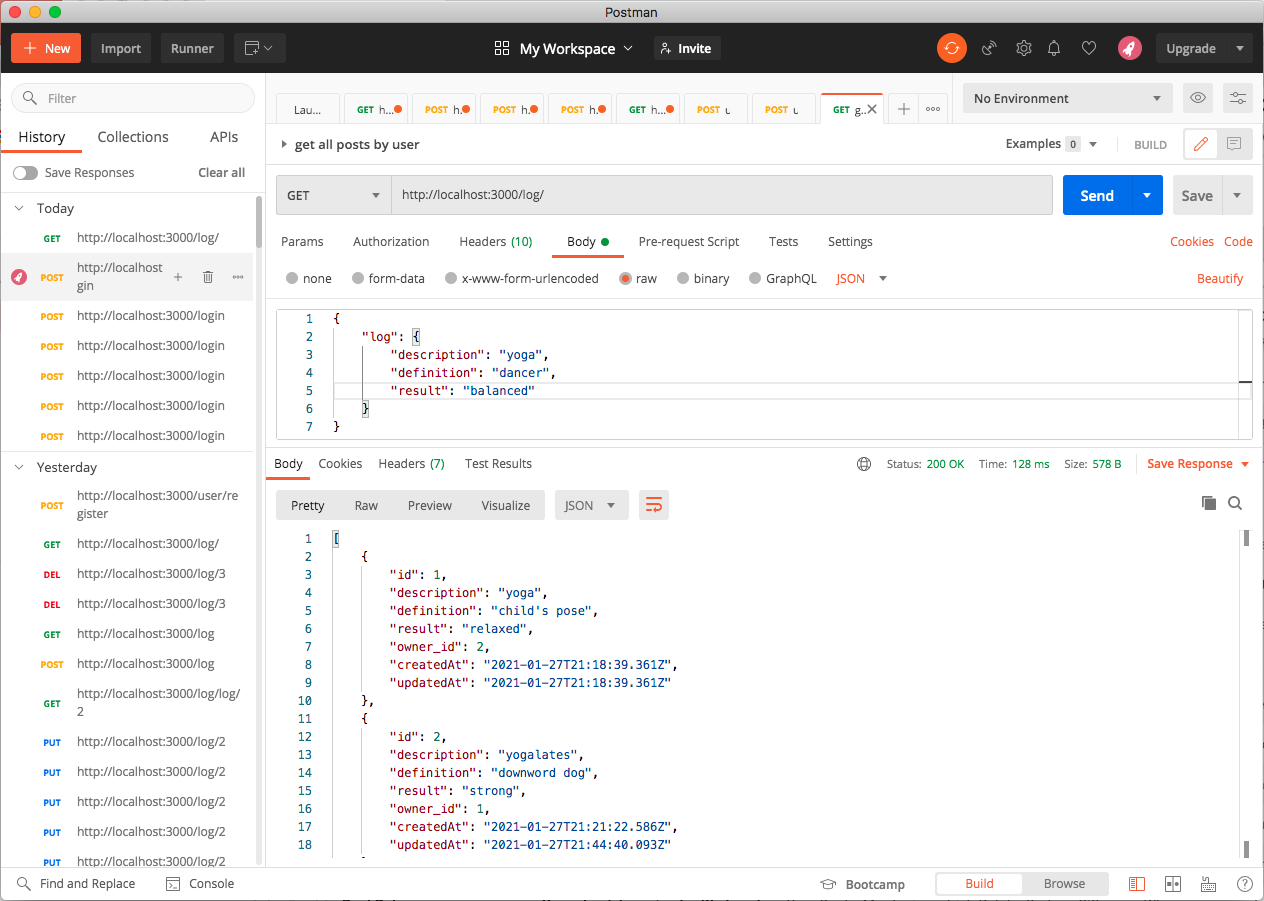 Postman
New Import Runner My Workspace Invite Upgrade
Filter
History Collections APIs
Save Responses Clear all
Today
GET http://localhost:3000/log/
POST http://localhost
gin
POST http://localhost:3000/login
POST http://localhost:3000/login
POST http://localhost:3000/login
POST http://localhost:3000/login
POST http://localhost:3000/login
Yesterday
POST http://localhost:3000/user/re
gister
GET http://localhost:3000/log/
DEL http://localhost:3000/log/3
DEL http://localhost:3000/log/3
GET http://localhost:3000/log
POST http://localhost:3000/log
GET http://localhost:3000/log/log/
2
PUT http://localhost:3000/log/2
PUT http://localhost:3000/log/2
PUT http://localhost:3000/log/2
PUT http://localhost:3000/log/2
PUT http://localhost:3000/log/2
Lau... GET h... POST h. POST h. POST h. GET h... POST u POST u GET g.. No Environment
get all posts by user Examples 0 BUILD
GET http://localhost:3000/log/ Send Save
Params Authorization Headers (10) Body Pre-request Script Tests Settings Cookies Code
none form-data x-www-form-urlencoded raw binary GraphQL JSON Beautify
1 {
2 "log": {
3 "description": "yoga",
4 "definition": "dancer",
5 "result": "balanced"
6 }
7 }
Body Cookies Headers (7) Test Results Status: 200 OK Time: 128 ms Size: 578 B Save Response
Pretty Raw Preview Visualize JSON
1 [
2 {
3 "id": 1,
4 "description": "yoga",
5 "definition": "child's pose",
6 "result": "relaxed",
7 "owner_id": 2,
8 "createdAt": "2021-01-27T21:18:39.361Z",
9 "updatedAt": "2021-01-27T21:18:39.361Z"
10 },
11 {
12 "id": 2,
13 "description": "yogalates",
14 "definition": "downword dog",
15 "result": "strong",
16 "owner_id": 1,
17 "createdAt": "2021-01-27T21:21:22.586Z",
18 "updatedAt": "2021-01-27T21:44:40.093Z"
Find and Replace Console Bootcamp Build Browse